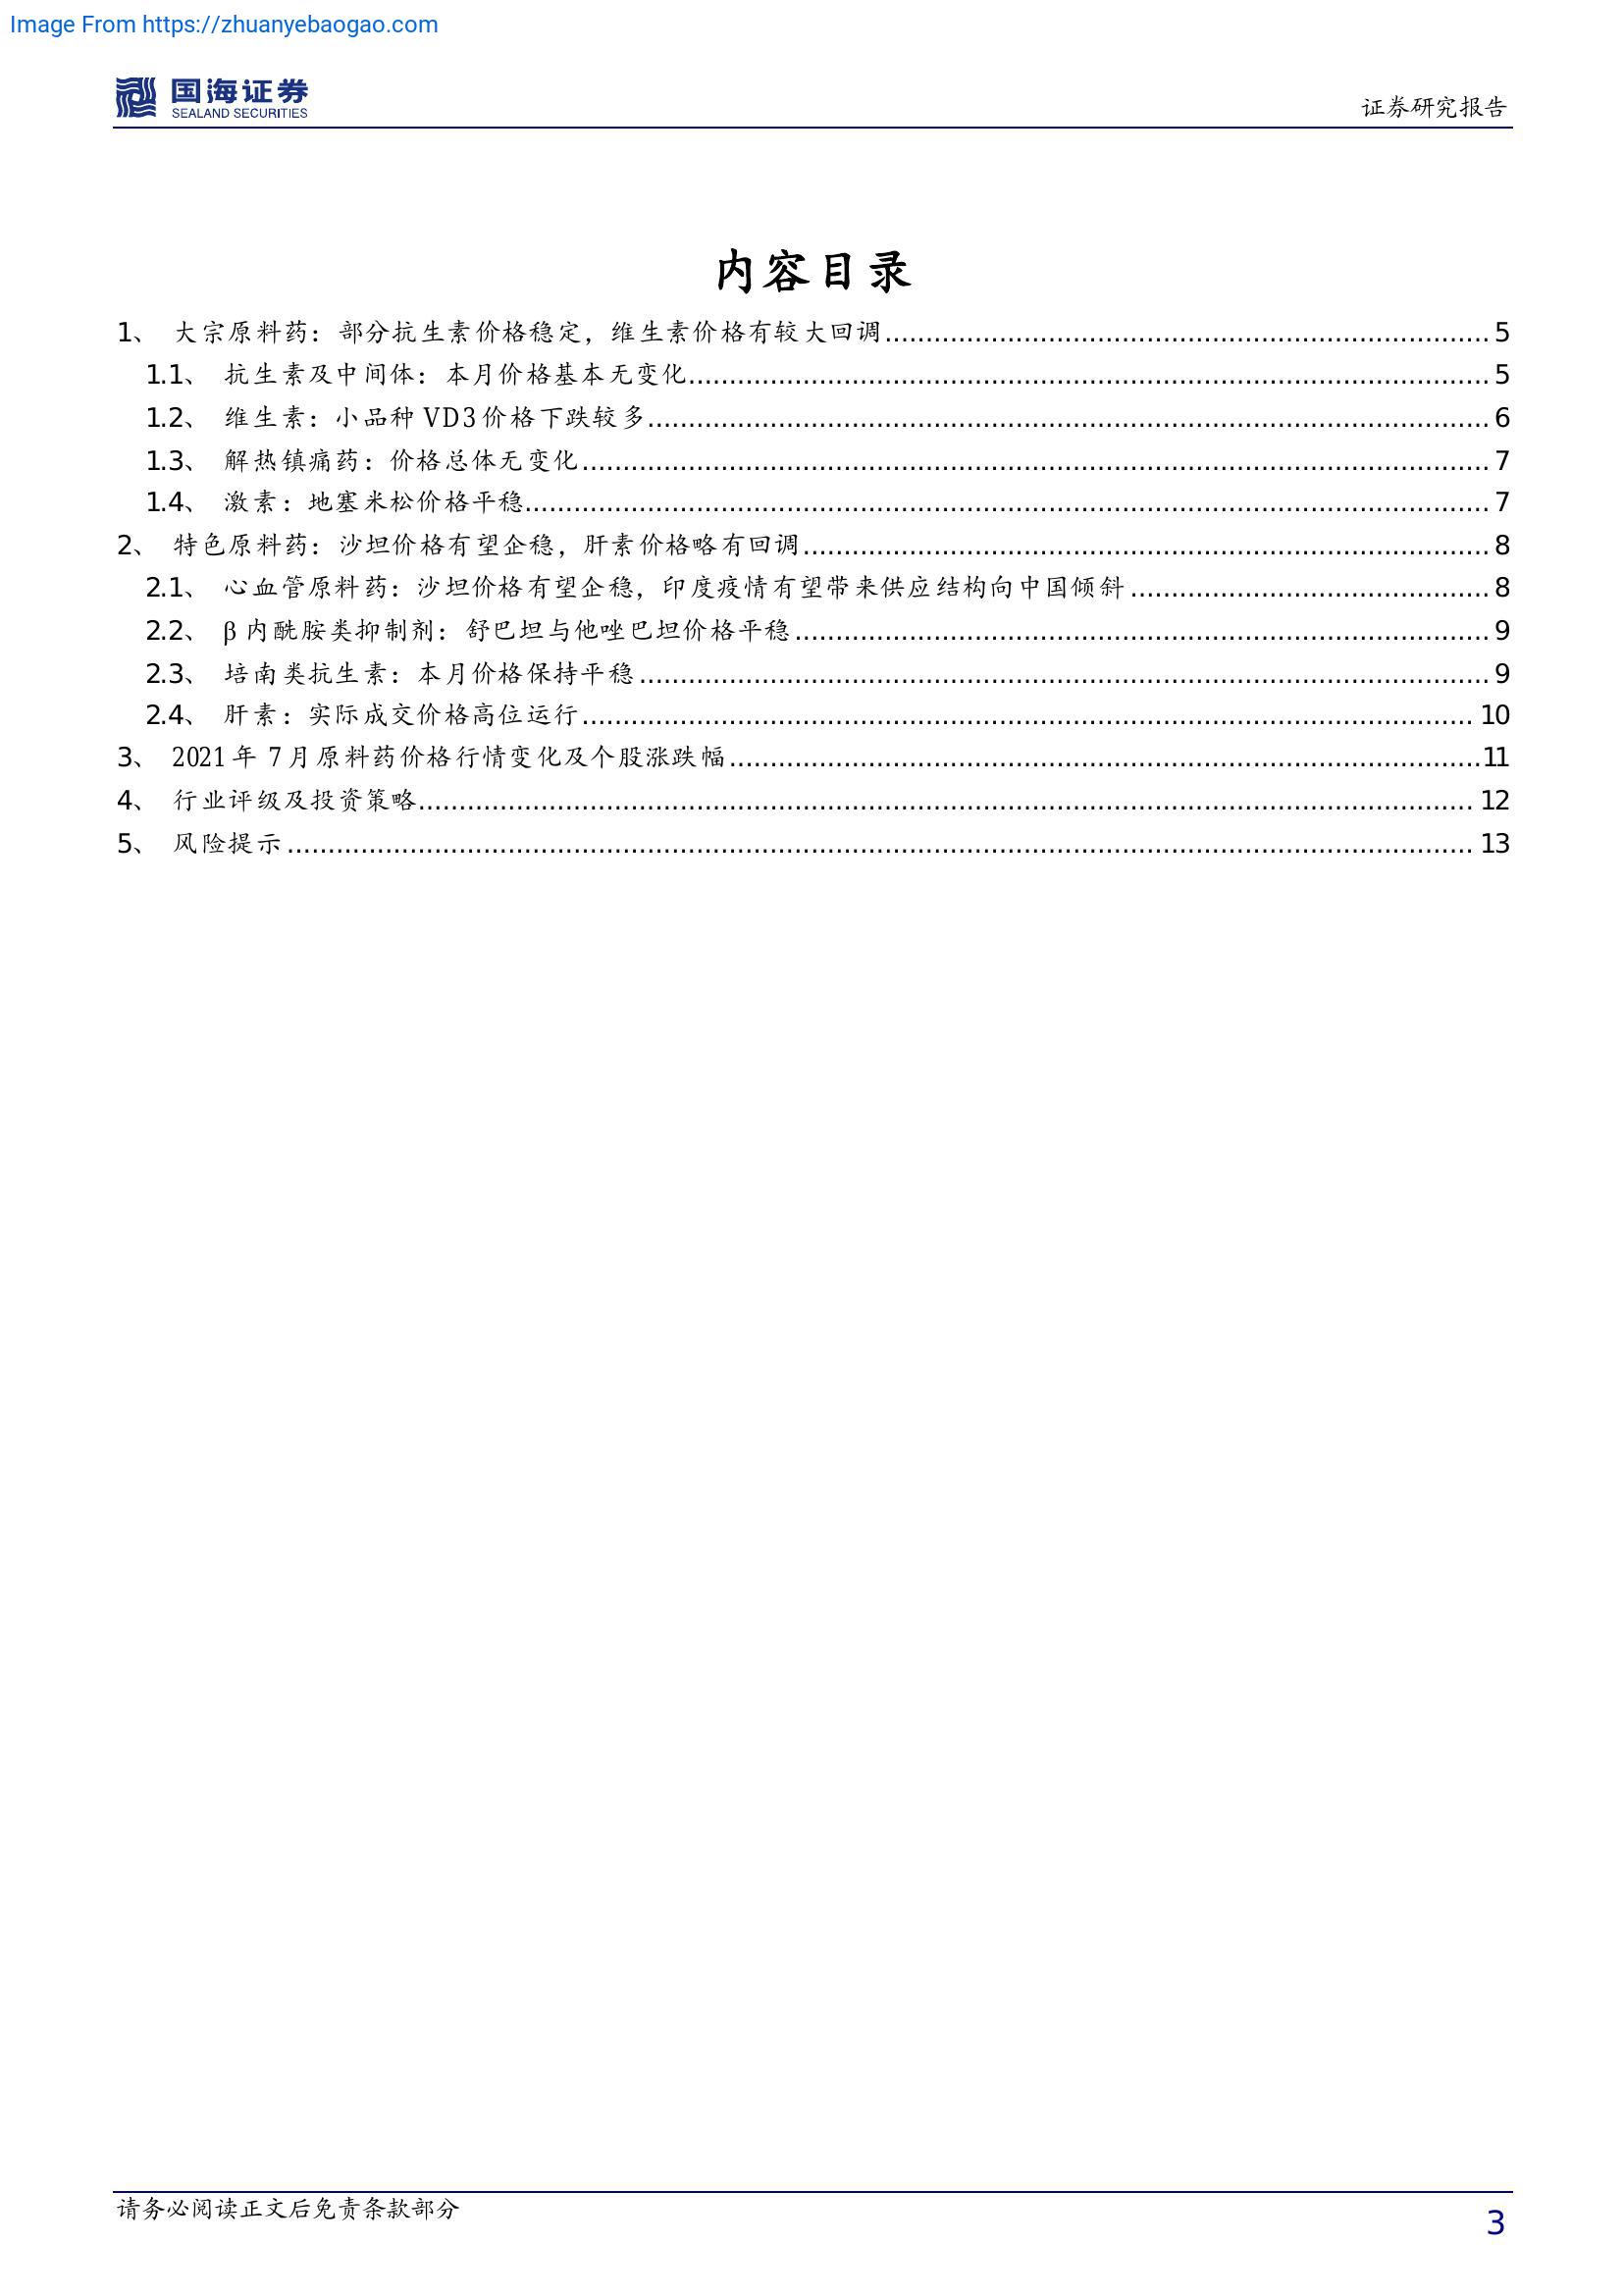 Image From https://zhuanyebaogao.com
国海证券
SEALAND SECURITIES
证券研究报告
内容目录
1、 大宗原料药：部分抗生素价格稳定，维生素价格有较大回调 5
1.1、 抗生素及中间体：本月价格基本无变化 5
1.2、 维生素：小品种 VD3 价格下跌较多 6
1.3、 解热镇痛药：价格总体无变化 7
1.4、 激素：地塞米松价格平稳 7
2、 特色原料药：沙坦价格有望企稳，肝素价格略有回调 8
2.1、 心血管原料药：沙坦价格有望企稳，印度疫情有望带来供应结构向中国倾斜 8
2.2、 β 内酰胺类抑制剂：舒巴坦与他唑巴坦价格平稳 9
2.3、 培南类抗生素：本月价格保持平稳 9
2.4、 肝素：实际成交价格高位运行 10
3、 2021 年 7 月原料药价格行情变化及个股涨跌幅 11
4、 行业评级及投资策略 12
5、 风险提示 13
请务必阅读正文后免责条款部分
3